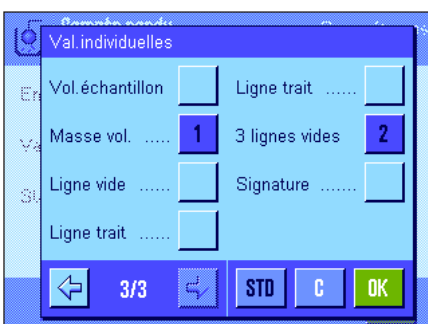 Val.individuelles
Vol.échantillon
Ligne trait ......
Masse vol. ..... 1
3 lignes vides 2
Ligne vide ......
Signature .......
Ligne trait ......
3/3
STD
C
OK